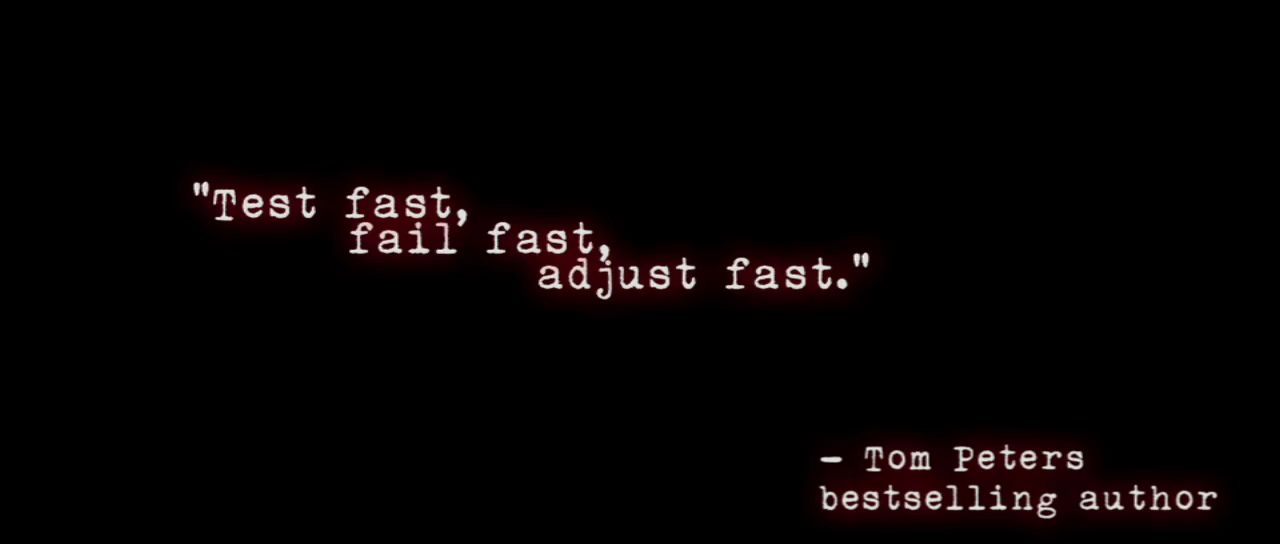 "Test fast,
fail fast,
adjust fast."
– Tom Peters
bestselling author